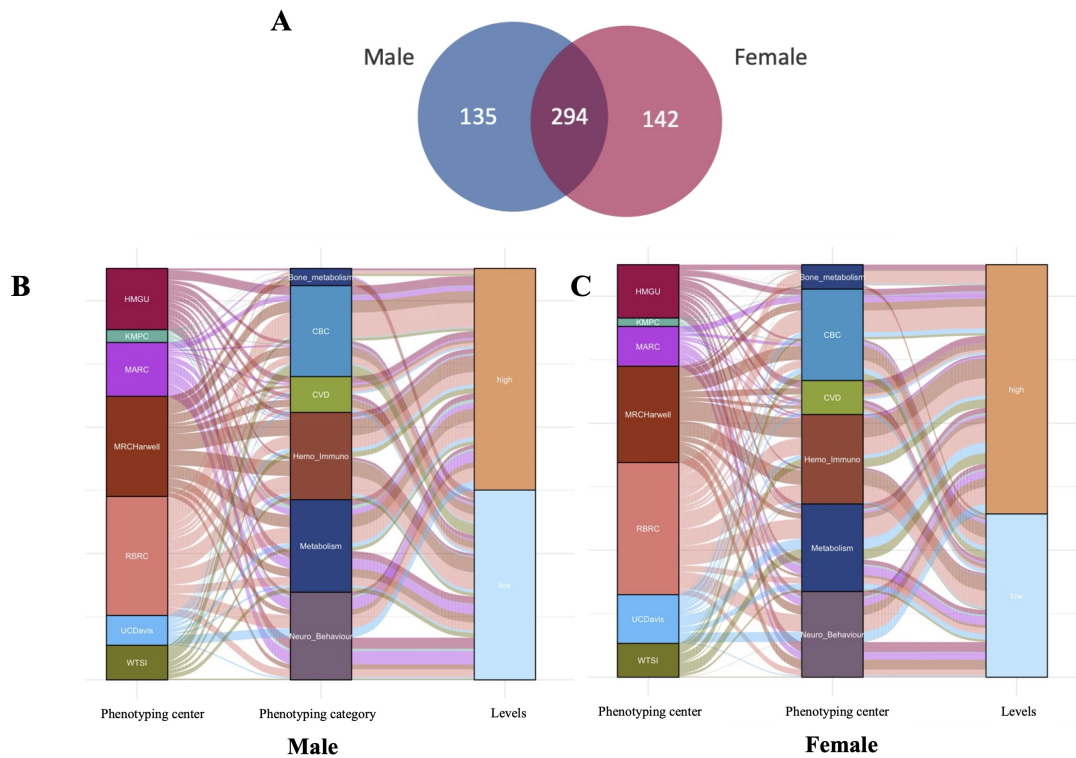 A
Male
Female
135
294
142
B
C
HMGU
KMPC
MARC
MRCHarwell
RBRC
UCDavis
WTSI
Bone_metabolism
CBC
CVD
Hemo_Immuno
Metabolism
Neuro_Behaviour
high
low
Phenotyping center
Phenotyping category
Levels
Male
HMGU
KMPC
MARC
MRCHarwell
RBRC
UCDavis
WTSI
Bone_metabolism
CBC
CVD
Hemo_Immuno
Metabolism
Neuro_Behaviour
high
low
Phenotyping center
Phenotyping center
Levels
Female